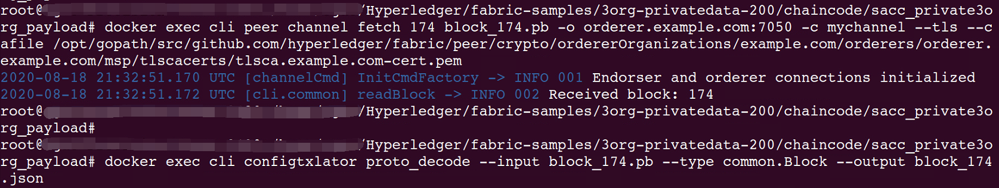 root@ /Hyperledger/fabric-samples/3org-privatedata-200/chaincode/sacc_private3o
rg_payload# docker exec cli peer channel fetch 174 block_174.pb -o orderer.example.com:7050 -c mychannel --tls --c
afile /opt/gopath/src/github.com/hyperledger/fabric/peer/crypto/ordererOrganizations/example.com/orderers/orderer.
example.com/msp/tlscacerts/tlsca.example.com-cert.pem
2020-08-18 21:32:51.170 UTC [channelCmd] InitCmdFactory -> INFO 001 Endorser and orderer connections initialized
2020-08-18 21:32:51.172 UTC [cli.common] readBlock -> INFO 002 Received block: 174
root@ /Hyperledger/fabric-samples/3org-privatedata-200/chaincode/sacc_private3o
rg_payload#
root@ /Hyperledger/fabric-samples/3org-privatedata-200/chaincode/sacc_private3o
rg_payload# docker exec cli configtxlator proto_decode --input block_174.pb --type common.Block --output block_174
.json